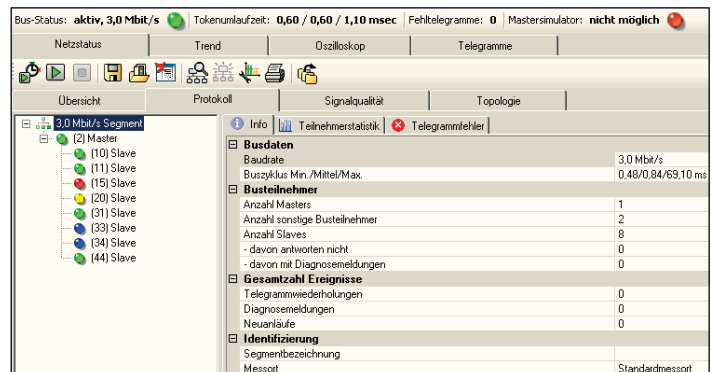 Bus-Status: aktiv, 3,0 Mbit/s Tokenumlaufzeit: 0,60 / 0,60 / 1,10 msec Fehltelegramme: 0 Mastersimulator: nicht möglich
Netzstatus Trend Oszilloskop Telegramme
Übersicht Protokoll Signalqualität Topologie
3,0 Mbit/s Segment
(2) Master
(10) Slave
(11) Slave
(15) Slave
(20) Slave
(31) Slave
(33) Slave
(34) Slave
(44) Slave
Info Teilnehmerstatistik Telegrammfehler
Busdaten
Baudrate 3,0 Mbit/s
Buszyklus Min./Mittel/Max. 0,48/0,84/69,10 ms
Busteilnehmer
Anzahl Masters 1
Anzahl sonstige Busteilnehmer 2
Anzahl Slaves 8
- davon antworten nicht 0
- davon mit Diagnosemeldungen 0
Gesamtzahl Ereignisse
Telegrammwiederholungen 0
Diagnosemeldungen 0
Neuanläufe 0
Identifizierung
Segmentbezeichnung
Messort Standardmessort